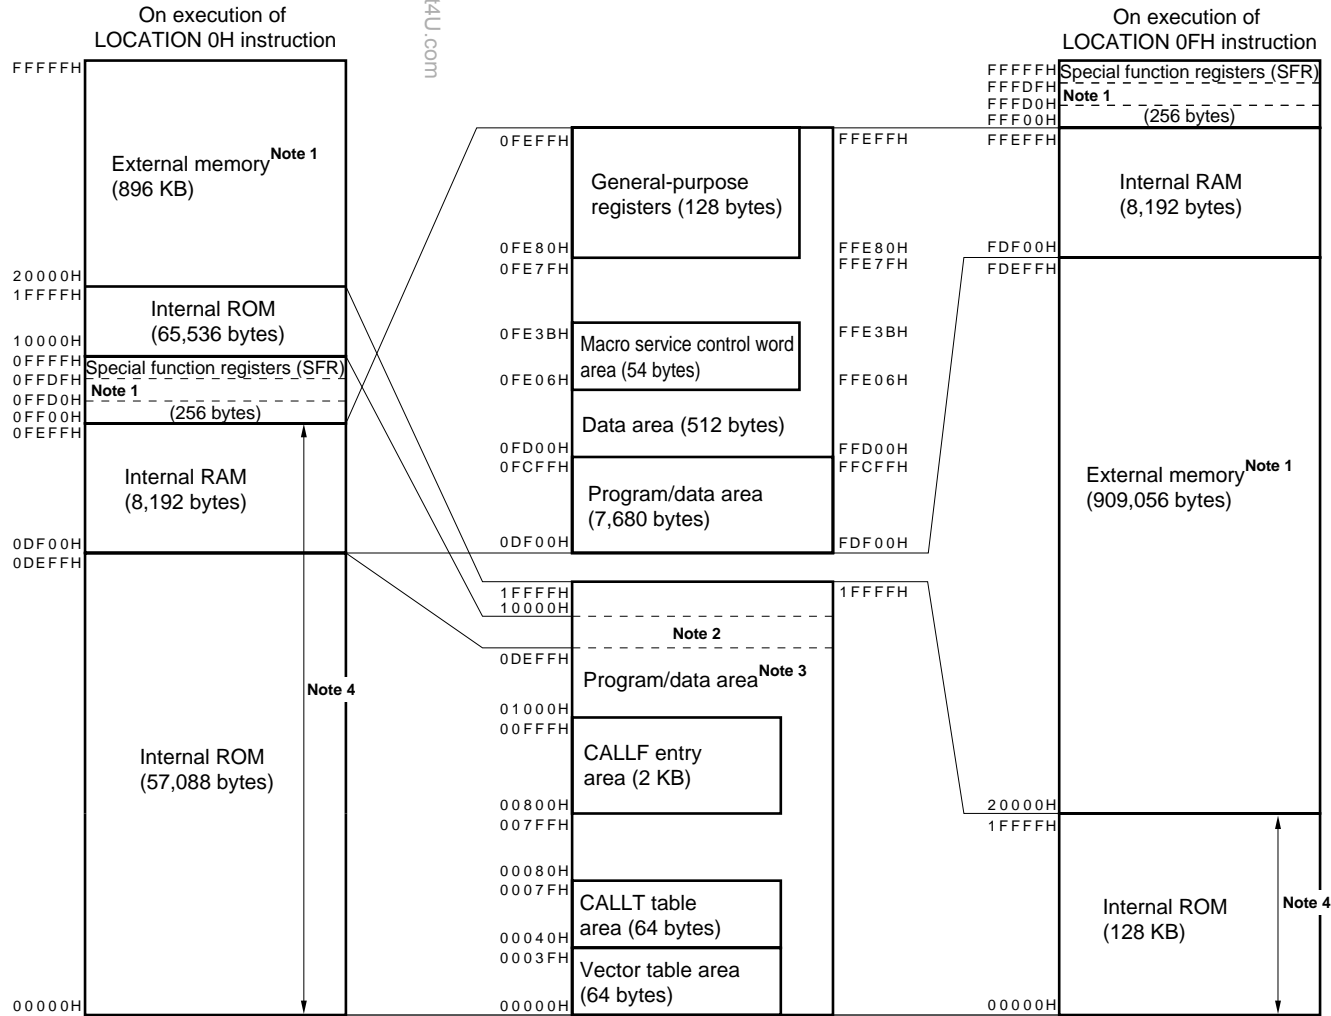 On execution of
LOCATION 0H instruction
FFFFFH
External memory Note 1
(896 KB)
20000H
1FFFFH
Internal ROM
(65,536 bytes)
10000H
0FFFFH
Special function registers (SFR)
0FFDFH
Note 1
0FFD0H
(256 bytes)
0FF00H
0FEFFH
Internal RAM
(8,192 bytes)
0DF00H
0DEFFH
Note 4
Internal ROM
(57,088 bytes)
00000H
t4U.com
0FEFFH
FFEFFH
General-purpose
registers (128 bytes)
0FE80H
FFE80H
0FE7FH
FFE7FH
0FE3BH
FFE3BH
Macro service control word
area (54 bytes)
0FE06H
FFE06H
Data area (512 bytes)
0FD00H
FFD00H
0FCFFH
FFCFFH
Program/data area
(7,680 bytes)
0DF00H
FDF00H
1FFFFH
1FFFFH
10000H
Note 2
0DEFFH
Program/data area Note 3
01000H
00FFFH
CALLF entry
area (2 KB)
00800H
007FFH
00080H
0007FH
CALLT table
area (64 bytes)
00040H
0003FH
Vector table area
(64 bytes)
00000H
On execution of
LOCATION 0FH instruction
FFFFFH
Special function registers (SFR)
FFFDFH
Note 1
FFFD0H
(256 bytes)
FFF00H
FFEFFH
Internal RAM
(8,192 bytes)
FDF00H
FDEFFH
External memory Note 1
(909,056 bytes)
20000H
1FFFFH
Note 4
Internal ROM
(128 KB)
00000H